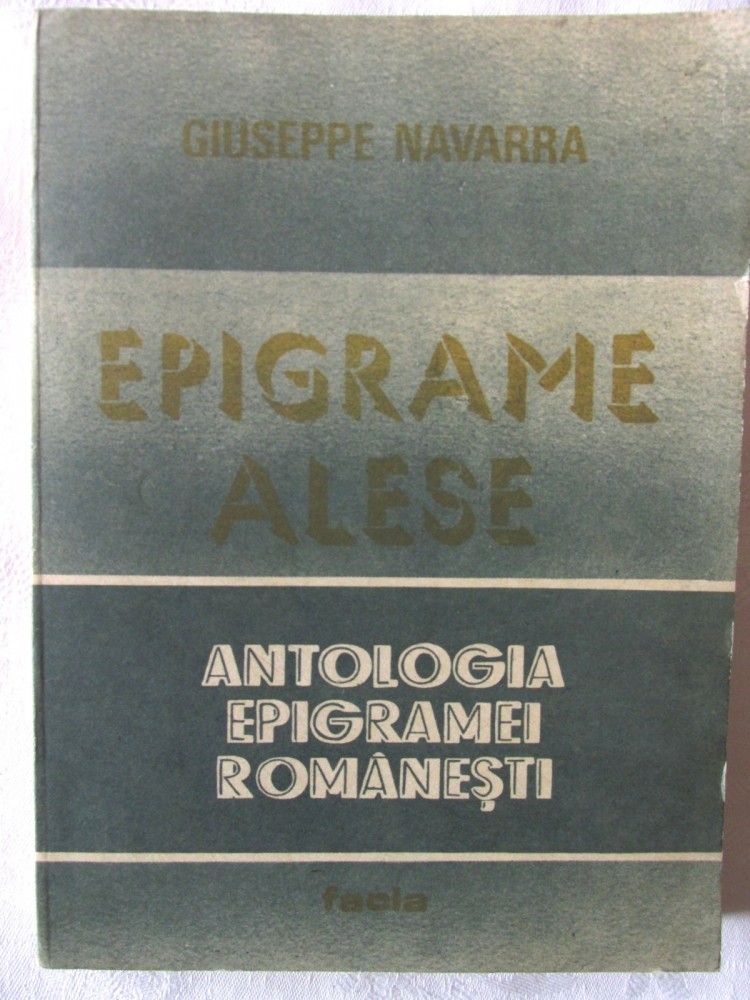 GIUSEPPE NAVARRA
EPIGRAME
ALESE
ANTOLOGIA
EPIGRAMEI
ROMÂNEȘTI
facla